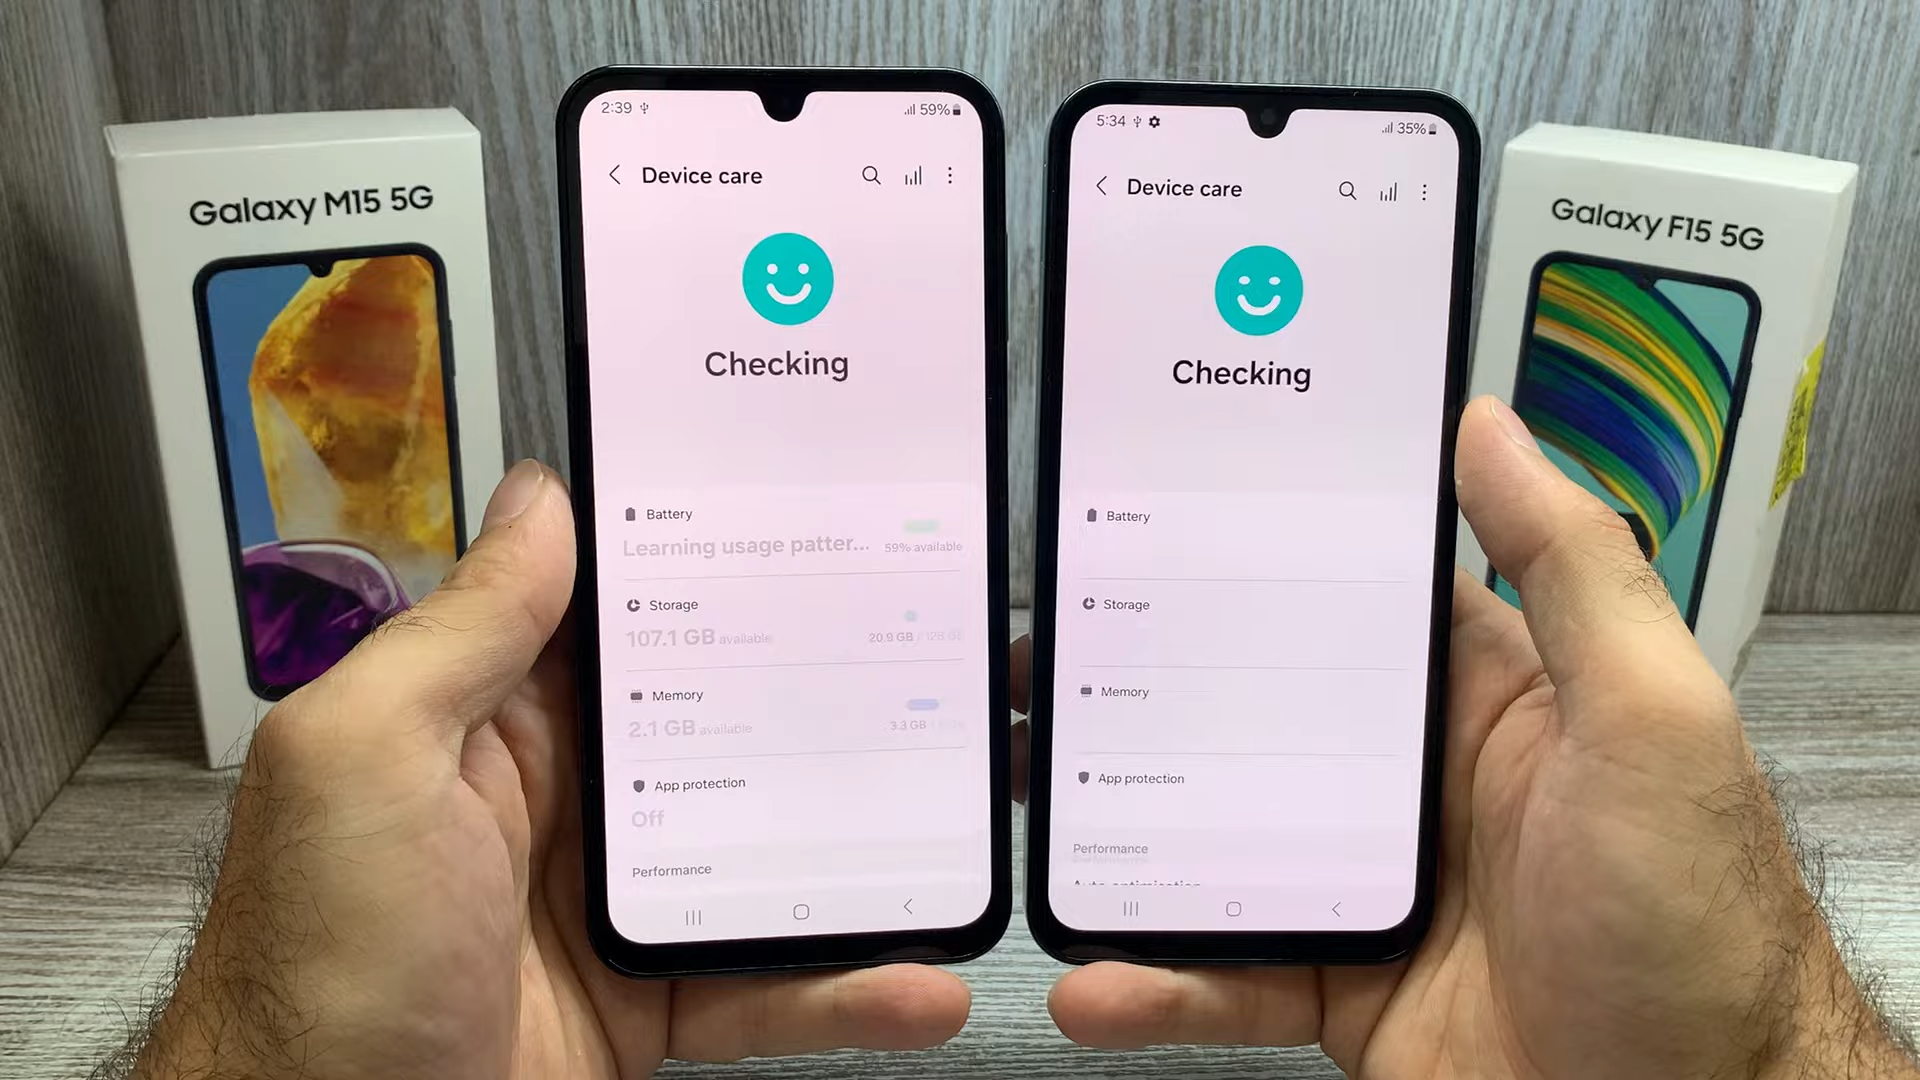 Galaxy M15 5G
2:39
59%
Device care
Checking
Battery
Learning usage patter...
59% available
Storage
107.1 GB available
20.9 GB / 128 GB
Memory
2.1 GB available
3.3 GB
App protection
Off
Performance
5:34
35%
Device care
Checking
Battery
Storage
Memory
App protection
Performance
Galaxy F15 5G